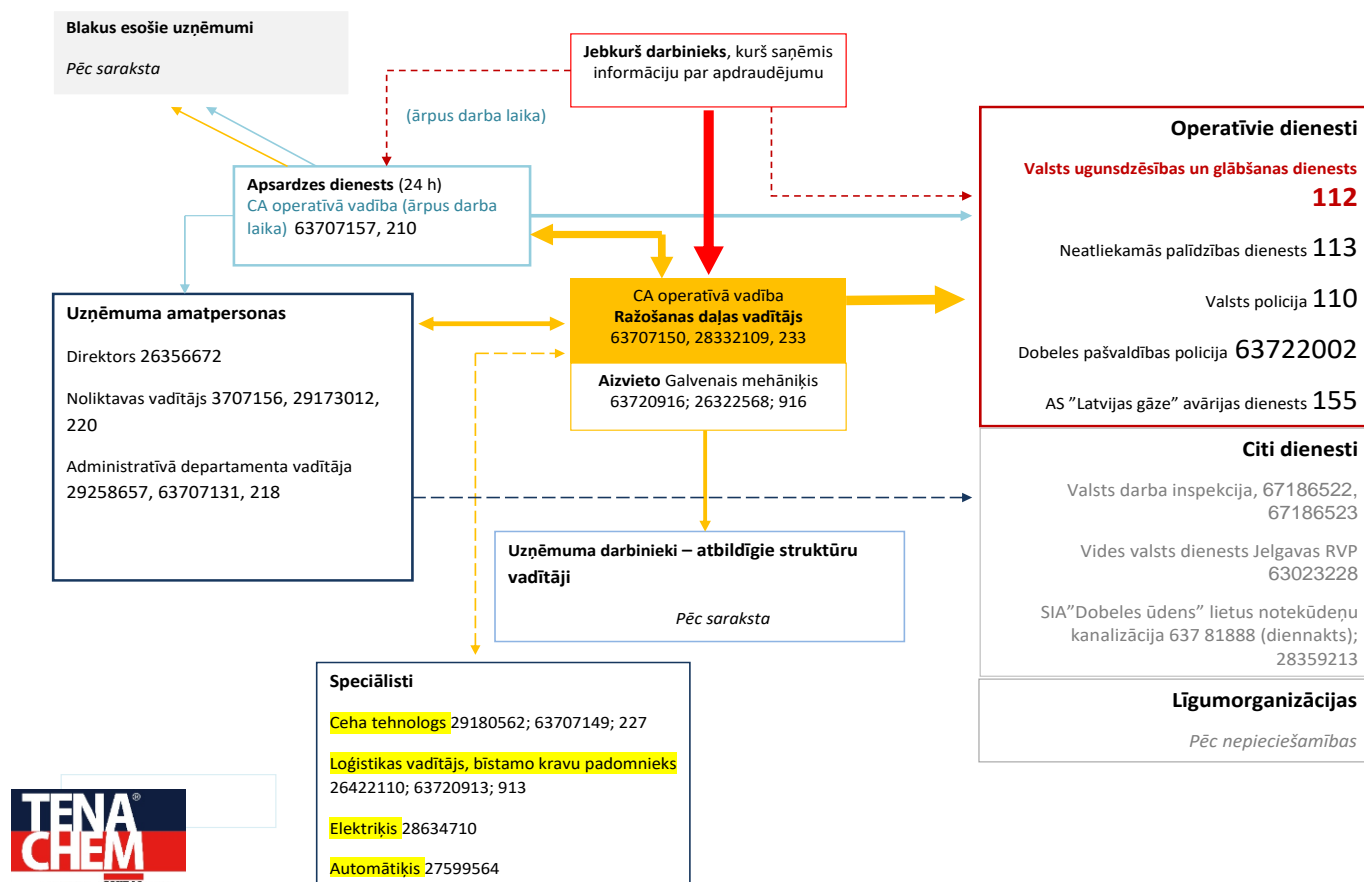 Blakus esošie uzņēmumi
Pēc saraksta
Jebkurš darbinieks, kurš saņēmis
informāciju par apdraudējumu
(ārpus darba laika)
Apsardzes dienests (24 h)
CA operatīvā vadība (ārpus darba
laika) 63707157, 210
Operatīvie dienesti
Valsts ugunsdzēsības un glābšanas dienests
112
Neatliekamās palīdzības dienests 113
Valsts policija 110
Dobeles pašvaldības policija 63722002
AS ”Latvijas gāze” avārijas dienests 155
CA operatīvā vadība
Ražošanas daļas vadītājs
63707150, 28332109, 233
Aizvieto Galvenais mehāniķis
63720916; 26322568; 916
Uzņēmuma amatpersonas
Direktors 26356672
Noliktavas vadītājs 3707156, 29173012,
220
Administratīvā departamenta vadītāja
29258657, 63707131, 218
Citi dienesti
Valsts darba inspekcija, 67186522,
67186523
Vides valsts dienests Jelgavas RVP
63023228
SIA”Dobeles ūdens” lietus notekūdeņu
kanalizācija 637 81888 (diennakts);
28359213
Uzņēmuma darbinieki – atbildīgie struktūru
vadītāji
Pēc saraksta
Līgumorganizācijas
Pēc nepieciešamības
Speciālisti
Ceha tehnologs 29180562; 63707149; 227
Loģistikas vadītājs, bīstamo kravu padomnieks
26422110; 63720913; 913
Elektriķis 28634710
Automātiķis 27599564
TENA®
CHEM